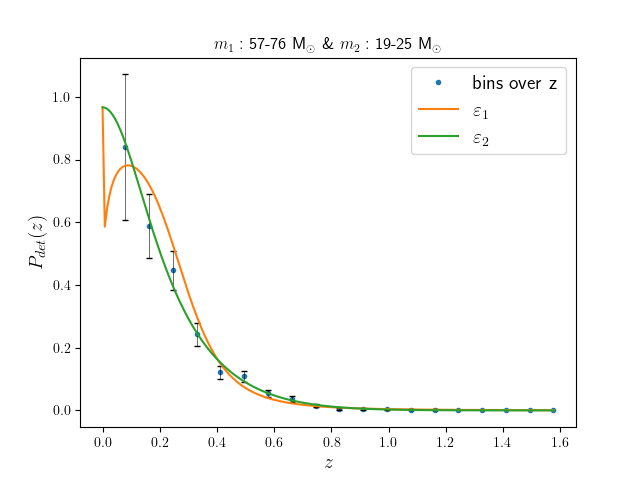 m₁ : 57-76 M☉ & m₂ : 19-25 M☉
bins over z
ε₁
ε₂
P_det(z)
1.0
0.8
0.6
0.4
0.2
0.0
0.0 0.2 0.4 0.6 0.8 1.0 1.2 1.4 1.6
z